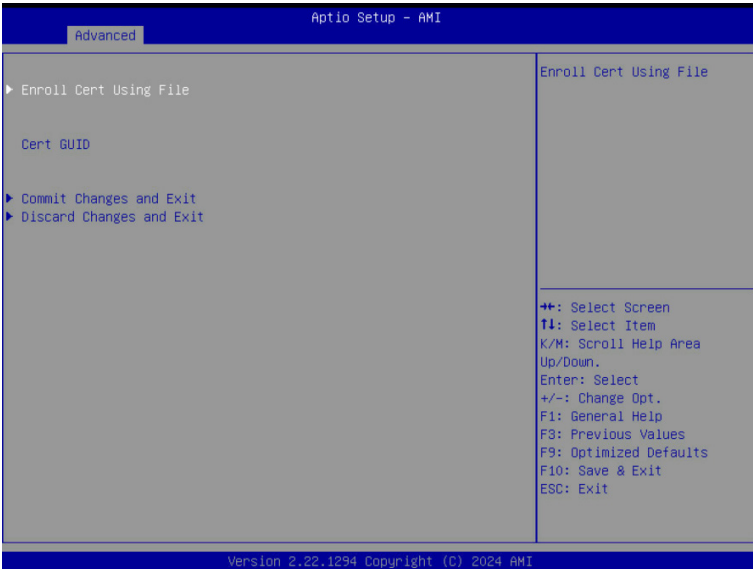 Aptio Setup - AMI
Advanced
Enroll Cert Using File
Cert GUID
Commit Changes and Exit
Discard Changes and Exit
Enroll Cert Using File
→←: Select Screen
↑↓: Select Item
K/M: Scroll Help Area
Up/Down.
Enter: Select
+/-: Change Opt.
F1: General Help
F3: Previous Values
F9: Optimized Defaults
F10: Save & Exit
ESC: Exit
Version 2.22.1294 Copyright (C) 2024 AMI